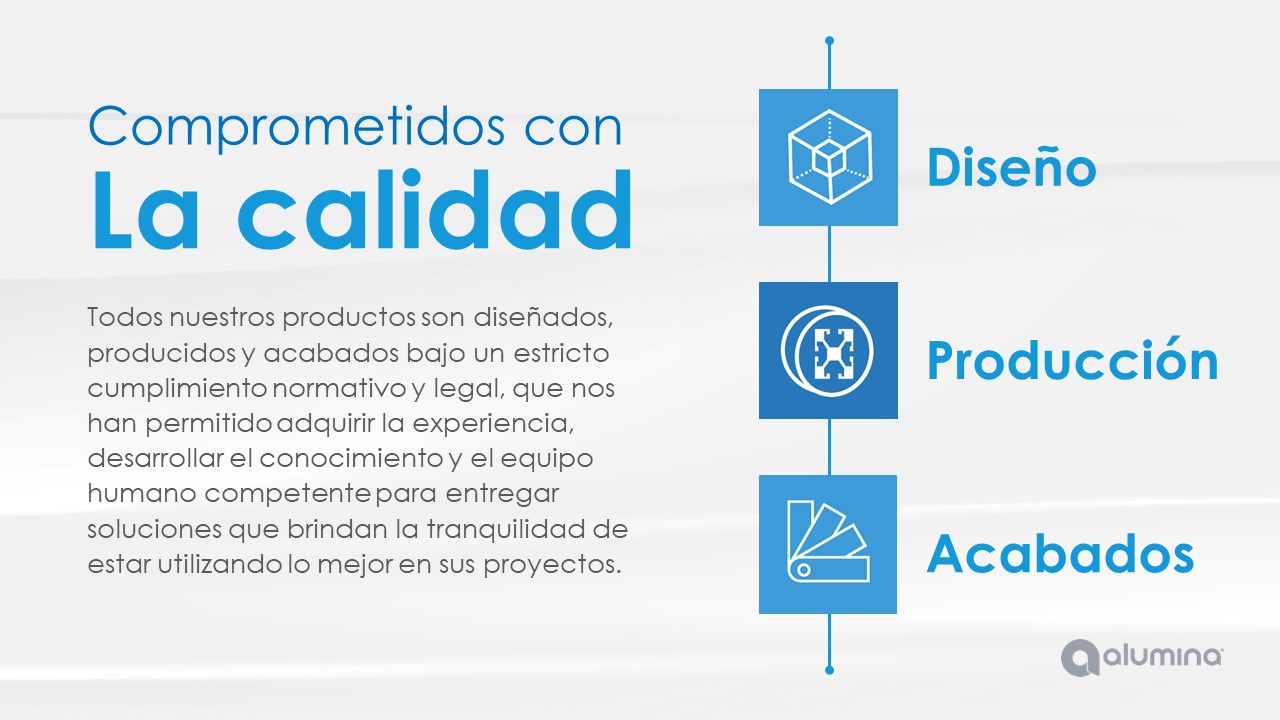 Comprometidos con
La calidad
Todos nuestros productos son diseñados,
producidos y acabados bajo un estricto
cumplimiento normativo y legal, que nos
han permitido adquirir la experiencia,
desarrollar el conocimiento y el equipo
humano competente para entregar
soluciones que brindan la tranquilidad de
estar utilizando lo mejor en sus proyectos.
Diseño
Producción
Acabados
alumina